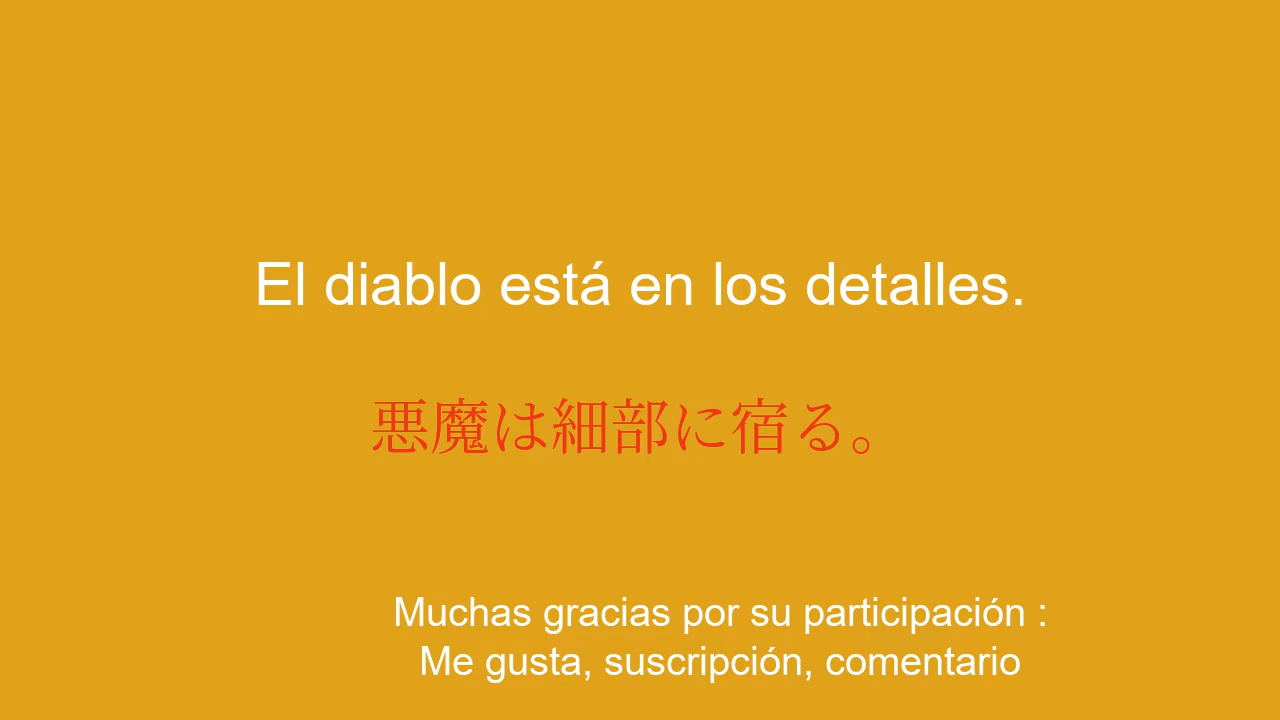 El diablo está en los detalles.
悪魔は細部に宿る。
Muchas gracias por su participación :
Me gusta, suscripción, comentario